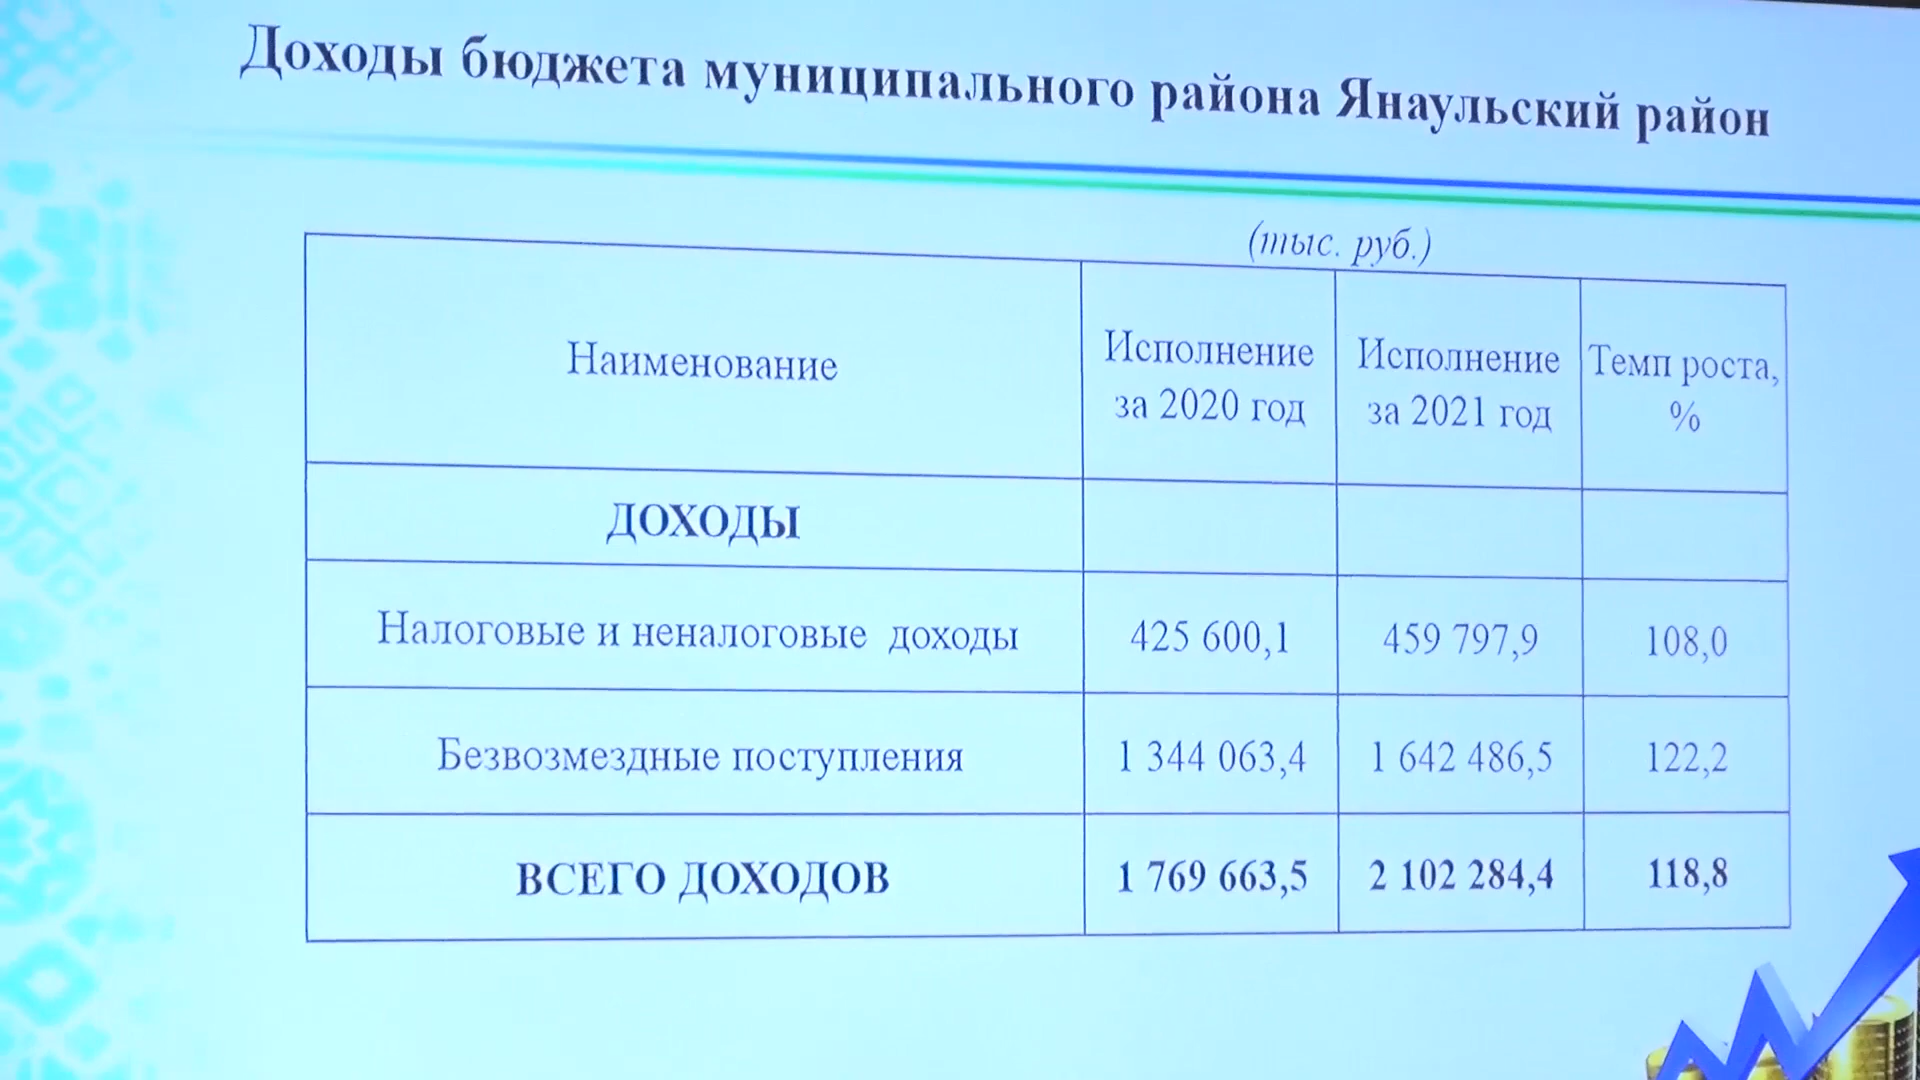 Доходы бюджета муниципального района Янаульский район
(тыс. руб.)
Наименование
Исполнение
за 2020 год
Исполнение
за 2021 год
Темп роста,
%
ДОХОДЫ
Налоговые и неналоговые доходы
425 600,1
459 797,9
108,0
Безвозмездные поступления
1 344 063,4
1 642 486,5
122,2
ВСЕГО ДОХОДОВ
1 769 663,5
2 102 284,4
118,8